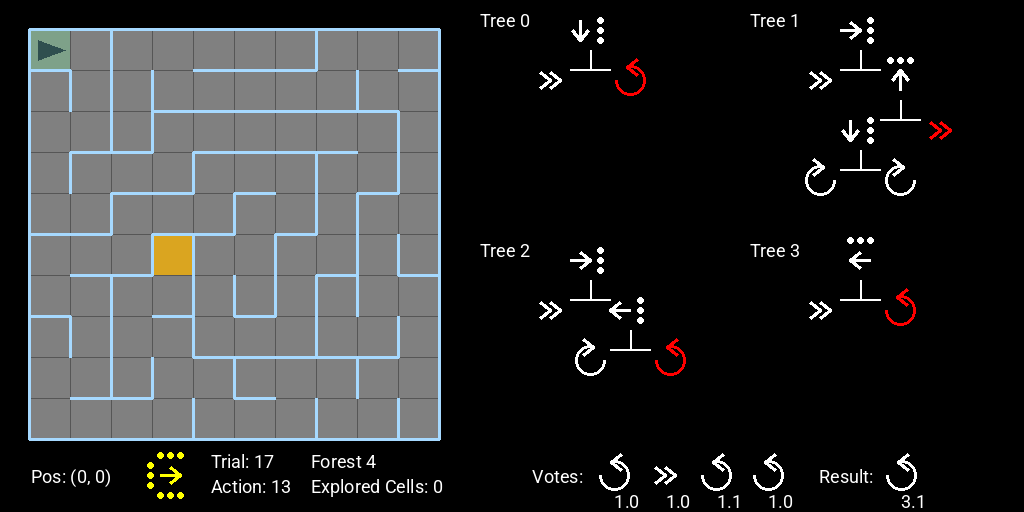 Tree 0
Tree 1
Tree 2
Tree 3
Pos: (0, 0)
Trial: 17
Forest 4
Action: 13
Explored Cells: 0
Votes:
1.0
1.0
1.1
1.0
Result:
3.1